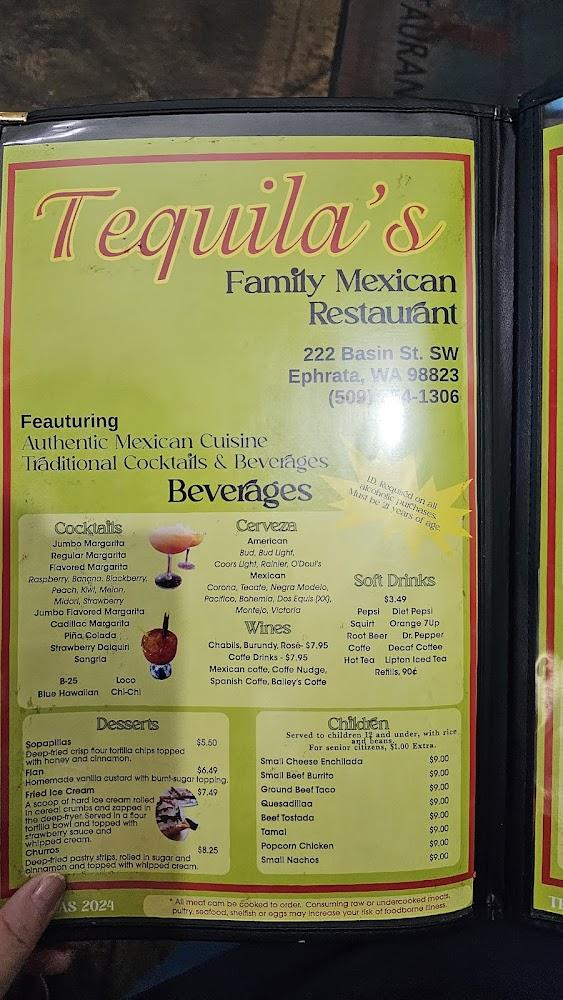 TAURAN
Tequila's
Family Mexican
Restaurant
222 Basin St. SW
Ephrata, WA 98823
(509) 4-1306
Feauturing
Authentic Mexican Cuisine
Traditional Cocktails & Beverages
I.D. Required on all
alcoholic purchases.
Must be 21 years of age.
Beverages
Cocktails
Jumbo Margarita
Regular Margarita
Flavored Margarita
Raspberry, Banana, Blackberry,
Peach, Kiwi, Melon,
Midori, Strawberry
Jumbo Flavored Margarita
Cadillac Margarita
Piña Colada
Strawberry Daiquiri
Sangria
B-25 Loco
Blue Hawaiian Chi-Chi
Cerveza
American
Bud, Bud Light,
Coors Light, Rainier, O'Doul's
Mexican
Corona, Tecate, Negra Modelo,
Pacifico, Bohemia, Dos Equis (XX),
Montejo, Victoria
Wines
Chablis, Burundy, Rosé- $7.95
Coffe Drinks - $7.95
Mexican coffe, Coffe Nudge,
Spanish Coffe, Bailey's Coffe
Soft Drinks
$3.49
Pepsi Diet Pepsi
Squirt Orange 7Up
Root Beer Dr. Pepper
Coffe Decaf Coffee
Hot Tea Lipton Iced Tea
Refills, 90¢
Desserts
Sopapillas $5.50
Deep-fried crisp flour tortilla chips topped
with honey and cinnamon.
Flan $6.49
Homemade vanilla custard with burnt-sugar topping.
Fried Ice Cream $7.49
A scoop of hard ice cream rolled
in cereal crumbs and zapped in
the deep-fryer Served in a flour
tortilla bowl and topped with
strawberry sauce and
whipped cream.
Churros $8.25
Deep-fried pastry strips, rolled in sugar and
cinnamon and topped with whipped cream.
Children
Served to children 12 and under, with rice
and beans
For senior citizens, $1.00 Extra.
Small Cheese Enchilada $9.00
Small Beef Burrito $9.00
Ground Beef Taco $9.00
Quesadillaa $9.00
Beef Tostada $9.00
Tamal $9.00
Popcorn Chicken $9.00
Small Nachos $9.00
AS 2024
* All meat cam be cooked to order. Consuming raw or undercooked meats,
pultry, seafood, shelfish or eggs may increase your risk of foodborne illness.